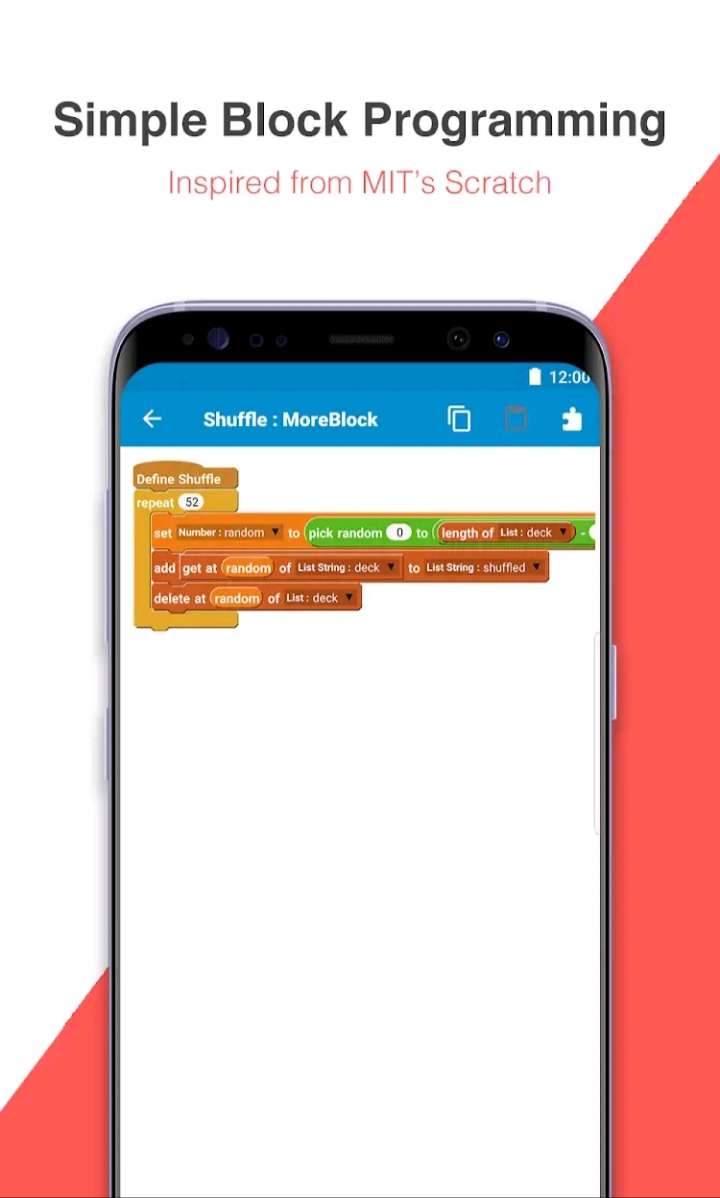 Simple Block Programming
Inspired from MIT's Scratch
12:00
Shuffle : MoreBlock
Define Shuffle
repeat 52
set Number : random to pick random 0 to length of List : deck -
add get at random of List String : deck to List String : shuffled
delete at random of List : deck